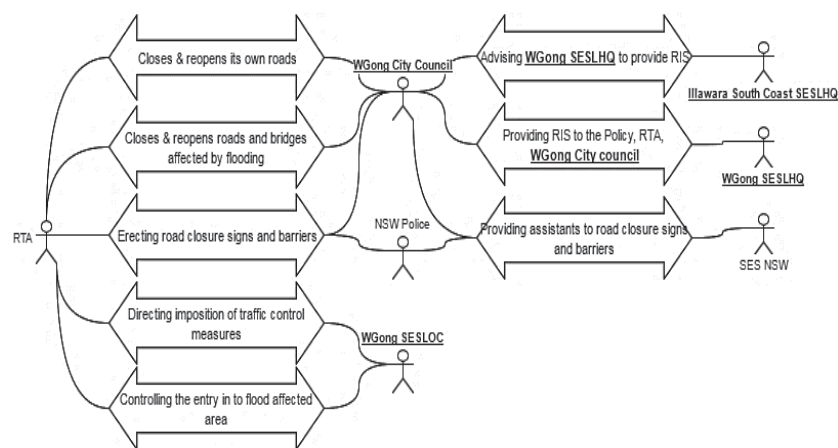 Closes & reopens its own roads
WGong City Council
Advising WGong SESLHQ to provide RIS
Illawara South Coast SESLHQ
Closes & reopens roads and bridges
affected by flooding
Providing RIS to the Policy, RTA,
WGong City council
WGong SESLHQ
RTA
Erecting road closure signs and barriers
NSW Police
Providing assistants to road closure signs
and barriers
SES NSW
Directing imposition of traffic control
measures
WGong SESLOC
Controlling the entry in to flood affected
area